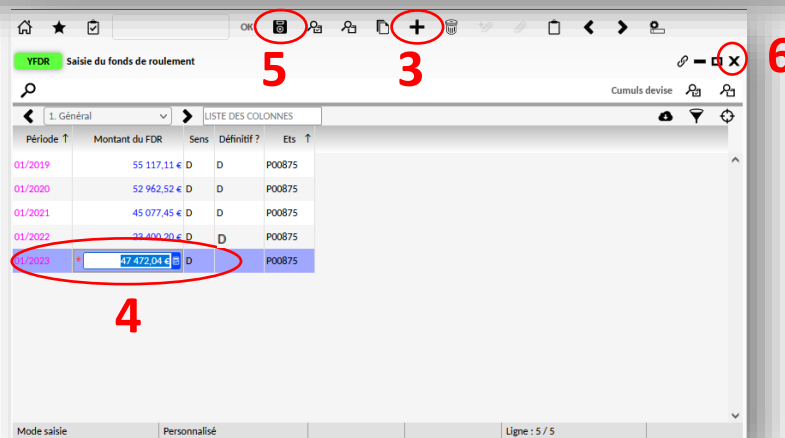 OK
5
3
6
YFDR Saisie du fonds de roulement
Cumuls devise
1. Général LISTE DES COLONNES
Période ↑ Montant du FDR Sens Définitif ? Ets ↑
01/2019 55 117,11 € D D P00875
01/2020 52 962,52 € D D P00875
01/2021 45 077,45 € D D P00875
01/2022 23 400,20 € D D P00875
01/2023 * 47 472,04 € D P00875
4
Mode saisie Personnalisé Ligne : 5 / 5